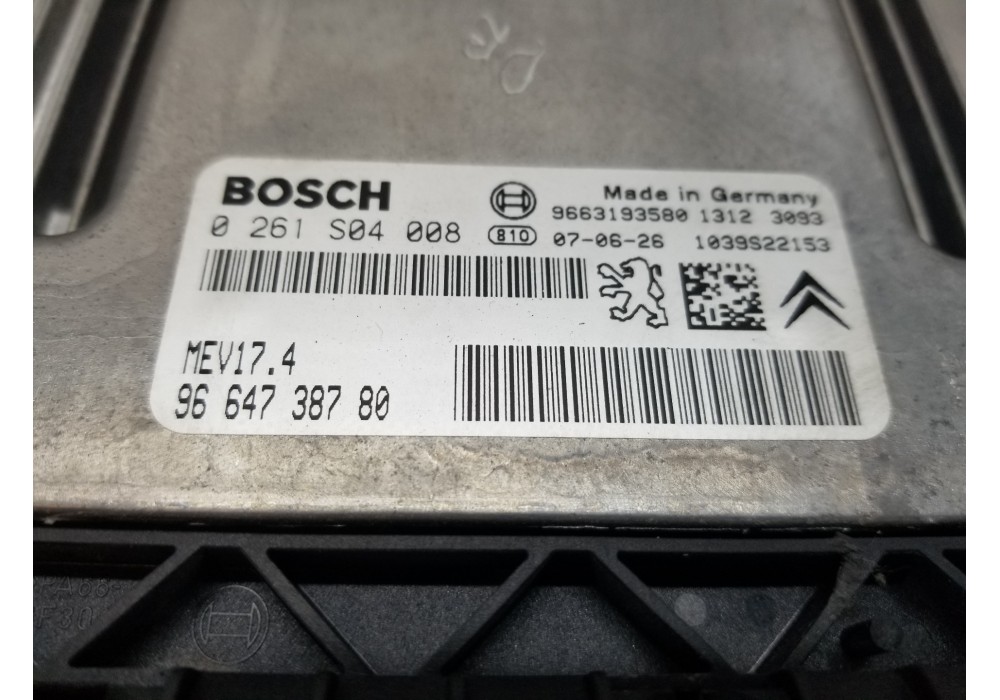 BOSCH
Made in Germany
9663193580 1312 3093
0 261 S04 008
810 07-06-26 1039S22153
MEV17.4
96 647 387 80